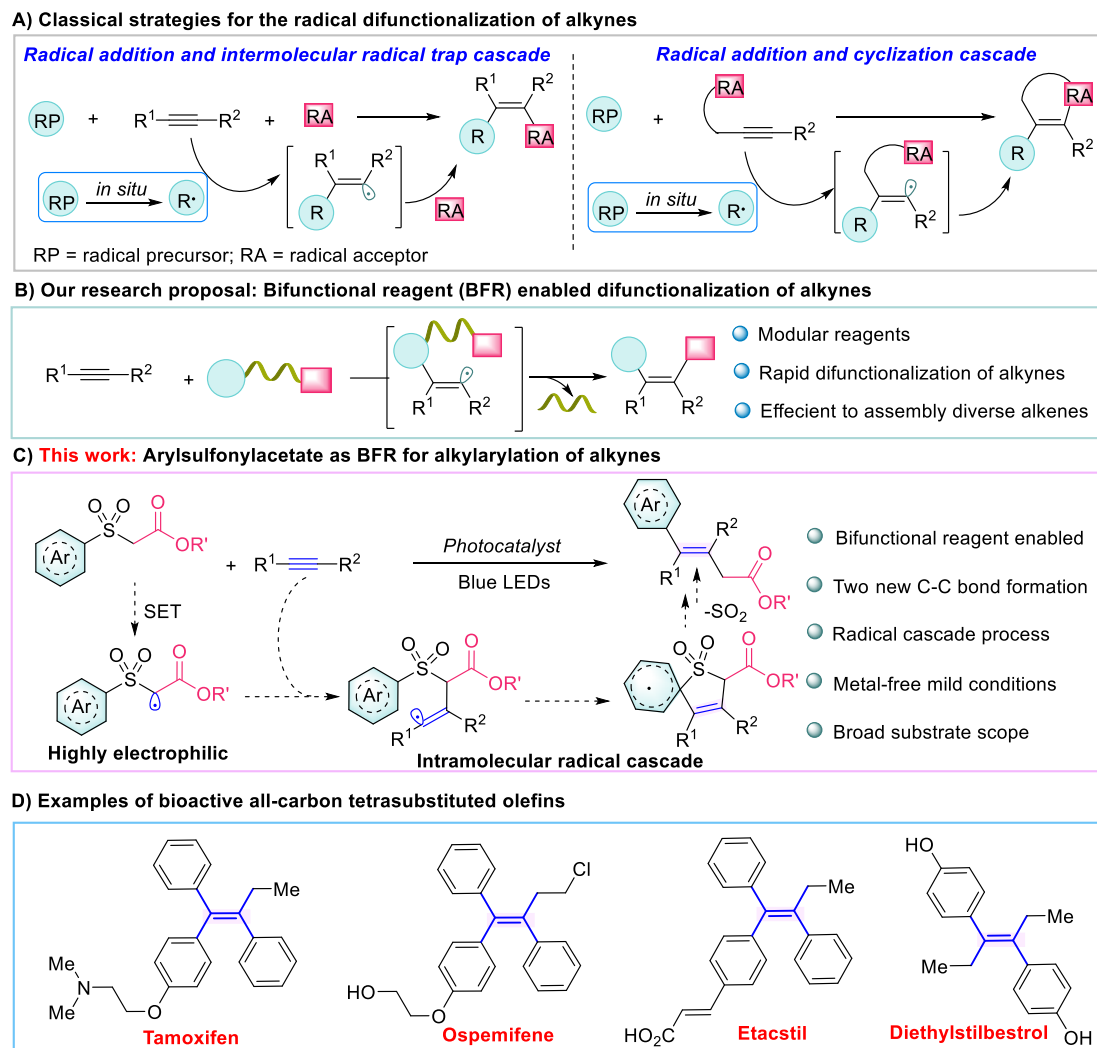 A) Classical strategies for the radical difunctionalization of alkynes
Radical addition and intermolecular radical trap cascade
RP + R¹ R² + RA
R¹ R² R RA
RP in situ R•
R¹ R² R
RA
RP = radical precursor; RA = radical acceptor
Radical addition and cyclization cascade
RP + RA R²
RA R R²
RP in situ R•
RA R R²
B) Our research proposal: Bifunctional reagent (BFR) enabled difunctionalization of alkynes
R¹ R² +
R¹ R²
R¹ R²
Modular reagents
Rapid difunctionalization of alkynes
Effecient to assembly diverse alkenes
C) This work: Arylsulfonylacetate as BFR for alkylarylation of alkynes
Ar O O S O OR'
+ R¹ R²
Photocatalyst
Blue LEDs
Ar R² R¹ O OR'
SET
-SO₂
Ar O O S O OR'
Highly electrophilic
Ar O O S O OR' R¹ R²
O O S O OR' R¹ R²
Intramolecular radical cascade
Bifunctional reagent enabled
Two new C-C bond formation
Radical cascade process
Metal-free mild conditions
Broad substrate scope
D) Examples of bioactive all-carbon tetrasubstituted olefins
Me
Me
N
Me
O
Tamoxifen
Cl
HO
O
Ospemifene
Me
HO₂C
Etacstil
HO
Me
Me
OH
Diethylstilbestrol